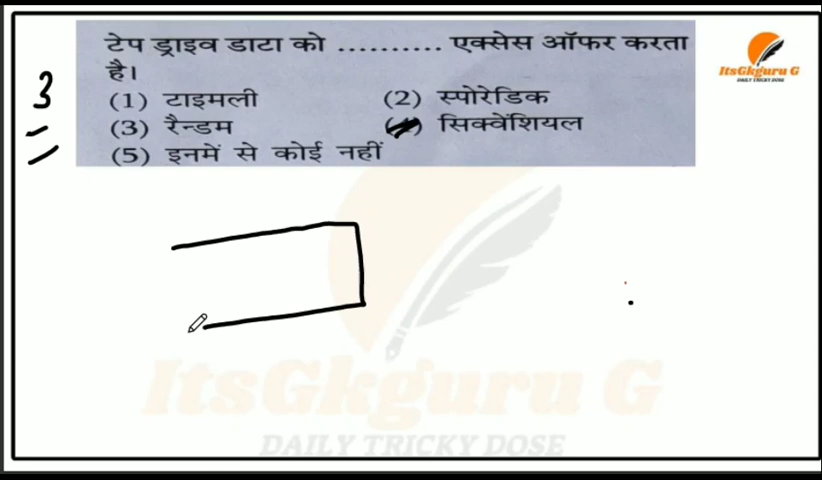 3
टेप ड्राइव डाटा को .......... एक्सेस ऑफर करता
है।
(1) टाइमली (2) स्पोरेडिक
(3) रैन्डम (4) सिक्वेंशियल
(5) इनमें से कोई नहीं
ItsGkguru G
DAILY TRICKY DOSE
ItsGkguru G
DAILY TRICKY DOSE